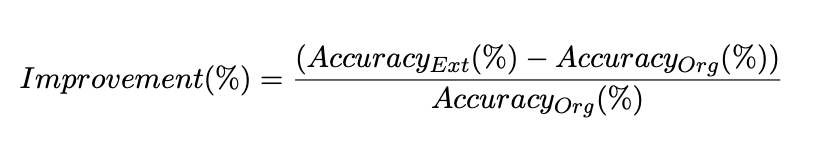 Improvement(%) = (Accuracy_Ext(%) − Accuracy_Org(%))
Accuracy_Org(%)